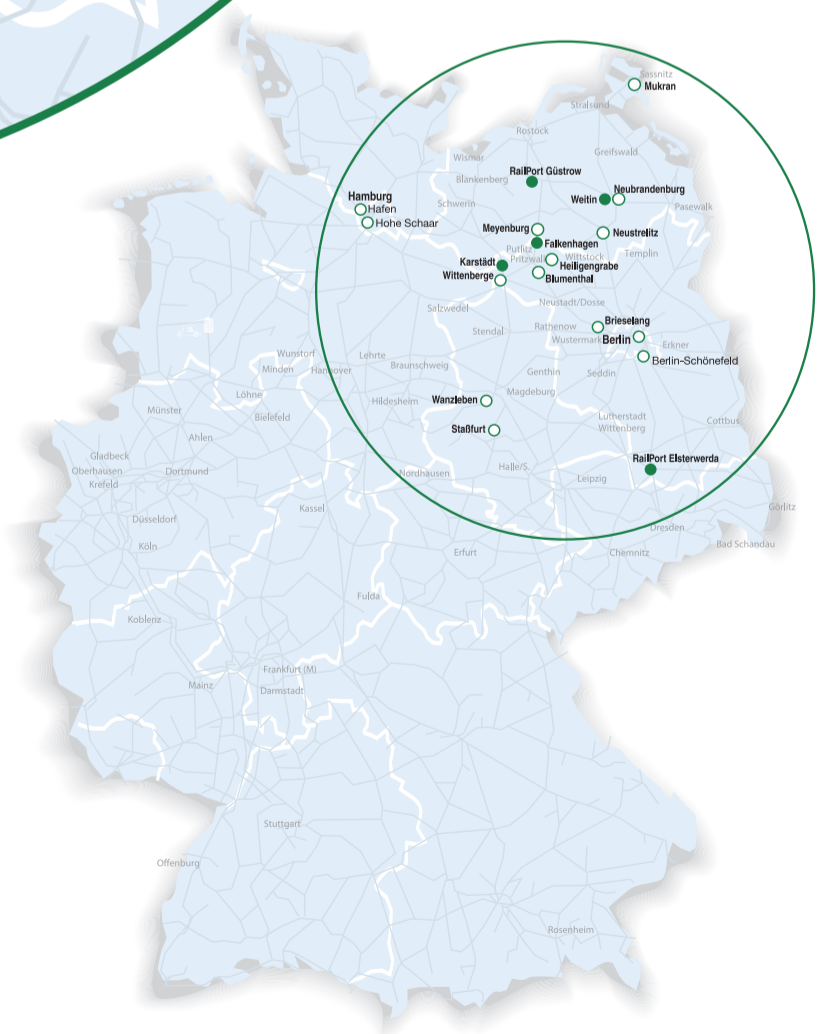 Sassnitz
Mukran
Stralsund
Rostock
Greifswald
Wismar
RailPort Güstrow
Blankenberg
Neubrandenburg
Weitin
Hamburg
Hafen
Schwerin
Pasewalk
Hohe Schaar
Meyenburg
Neustrelitz
Falkenhagen
Putlitz
Pritzwalk
Wittstock
Templin
Karstädt
Heiligengrabe
Wittenberge
Blumenthal
Salzwedel
Neustadt/Dosse
Brieselang
Stendal
Rathenow
Wustermark
Berlin
Erkner
Wunstorf
Lehrte
Berlin-Schönefeld
Minden
Hannover
Braunschweig
Genthin
Seddin
Löhne
Magdeburg
Hildesheim
Wanzleben
Münster
Bielefeld
Lutherstadt
Wittenberg
Cottbus
Staßfurt
Ahlen
Gladbeck
RailPort Elsterwerda
Oberhausen
Dortmund
Nordhausen
Halle/S.
Leipzig
Krefeld
Kassel
Görlitz
Düsseldorf
Dresden
Köln
Erfurt
Chemnitz
Bad Schandau
Fulda
Koblenz
Frankfurt (M)
Mainz
Darmstadt
Stuttgart
Offenburg
Rosenheim